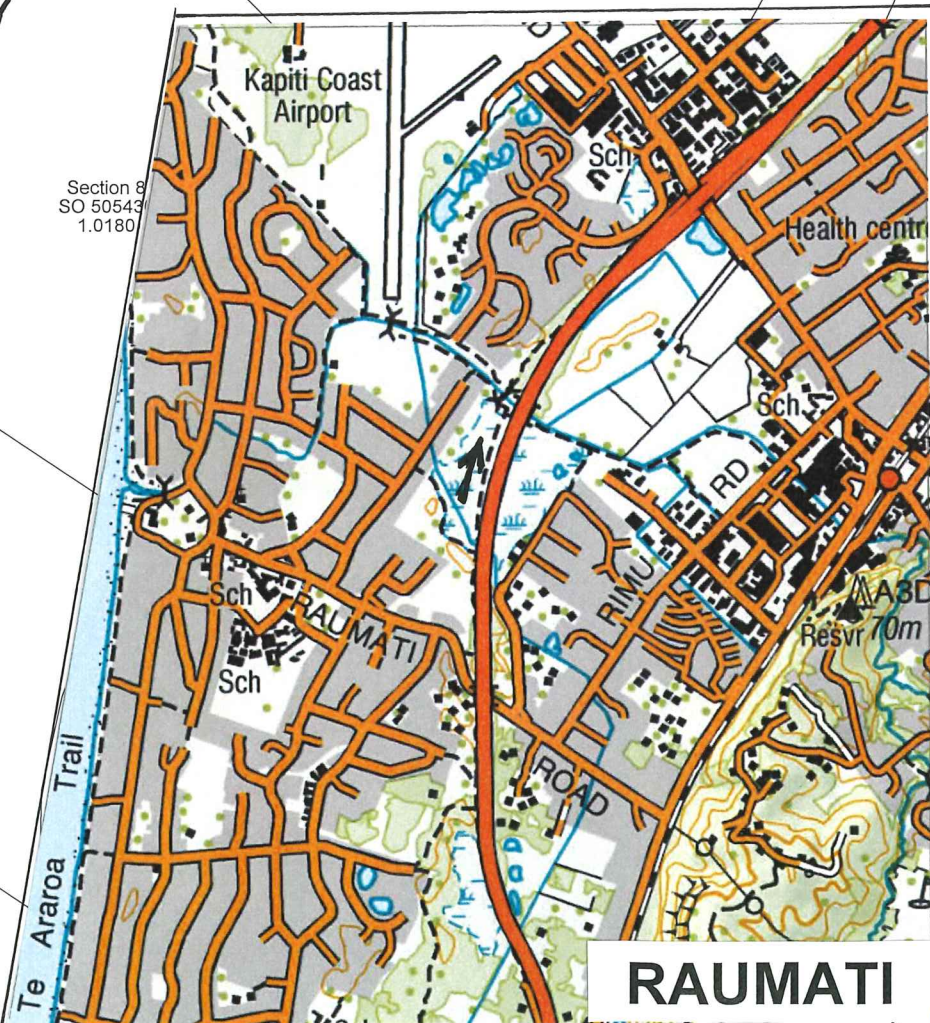 Kapiti Coast
Airport
Sch
Section 8
SO 50543
1.0180
Health centre
Sch
RD
Sch
RAUMATI
RIMU
A3D
Resvr 70m
Sch
Trail
ROAD
Te Araroa
RAUMATI